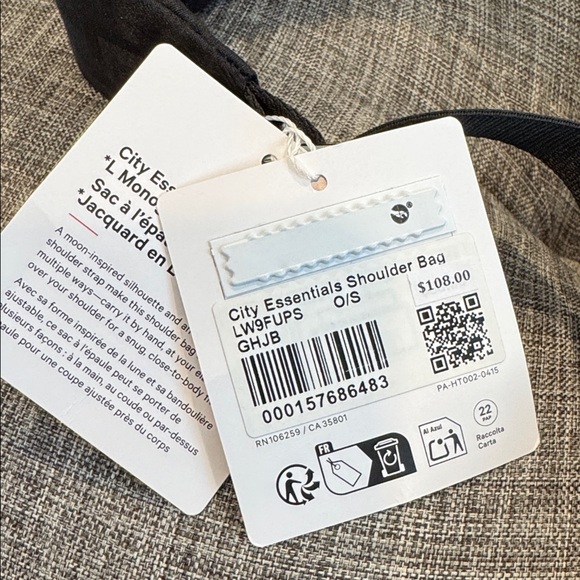 City Esse
*L Mono
Sac à l'épa
*Jacquard en L
A moon-inspired silhouette and an
shoulder strap make this shoulder bag
multiple ways—carry it by hand, at your e
over your shoulder for a snug, close-to-body
Avec sa forme inspirée de la lune et sa bandoulière
ajustable, ce sac à l'épaule peut se porter de
plusieurs façons : à la main, au coude ou par-dessus
l'épaule pour une coupe ajustée près du corps
City Essentials Shoulder Bag
LW9FUPS O/S
GHJB
$108.00
000157686483
RN106259 / CA35801
PA-HT002-0415
FR
Al Azul
22
PAP
Raccolta
Carta